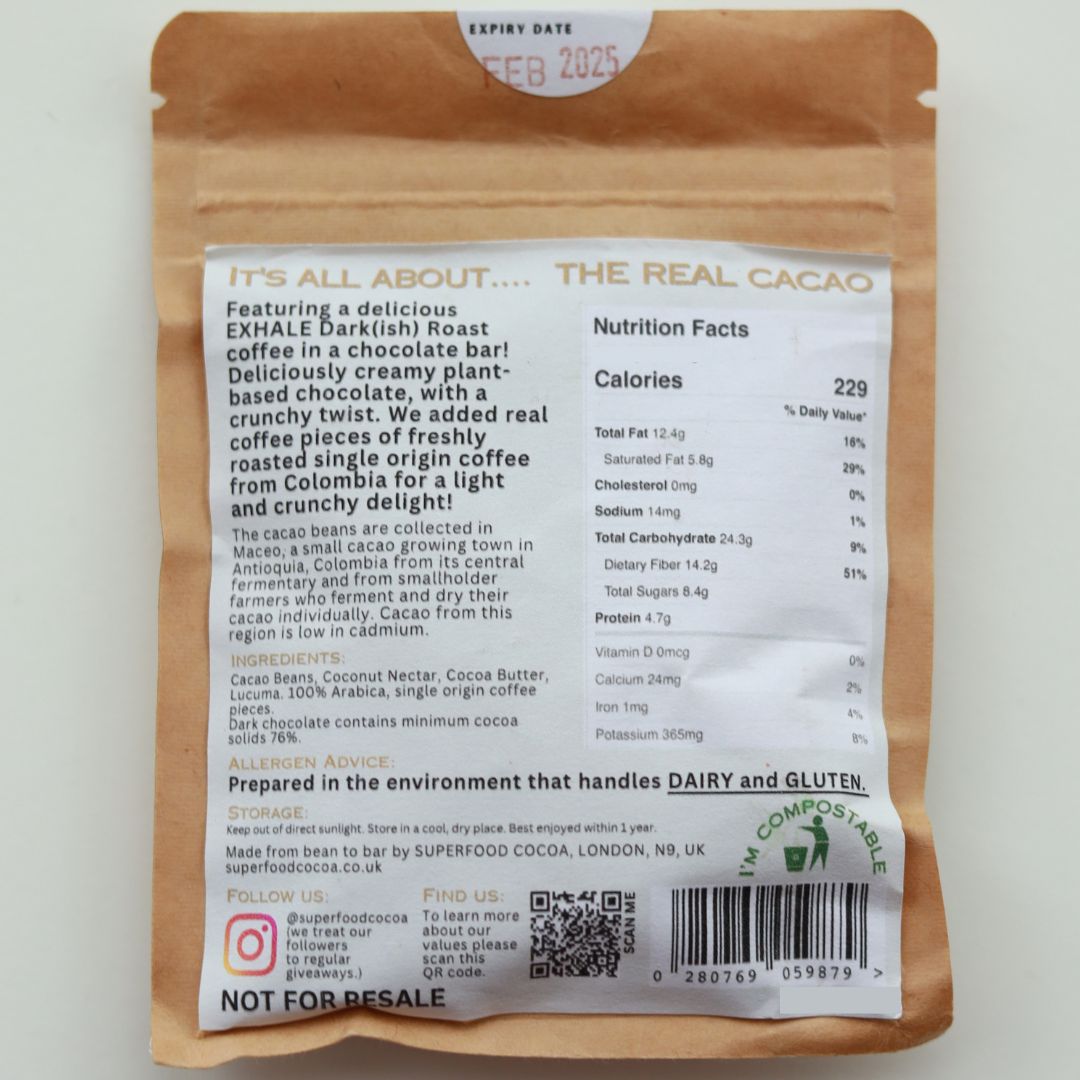 EXPIRY DATE
FEB 2025
IT'S ALL ABOUT.... THE REAL CACAO
Featuring a delicious
EXHALE Dark(ish) Roast
coffee in a chocolate bar!
Deliciously creamy plant-
based chocolate, with a
crunchy twist. We added real
coffee pieces of freshly
roasted single origin coffee
from Colombia for a light
and crunchy delight!
The cacao beans are collected in
Maceo, a small cacao growing town in
Antioquia, Colombia from its central
fermentary and from smallholder
farmers who ferment and dry their
cacao individually. Cacao from this
region is low in cadmium.
INGREDIENTS:
Cacao Beans, Coconut Nectar, Cocoa Butter,
Lucuma. 100% Arabica, single origin coffee
pieces.
Dark chocolate contains minimum cocoa
solids 76%.
Nutrition Facts
Calories 229
% Daily Value*
Total Fat 12.4g 16%
Saturated Fat 5.8g 29%
Cholesterol 0mg 0%
Sodium 14mg 1%
Total Carbohydrate 24.3g 9%
Dietary Fiber 14.2g 51%
Total Sugars 8.4g
Protein 4.7g
Vitamin D 0mcg 0%
Calcium 24mg 2%
Iron 1mg 4%
Potassium 365mg 8%
ALLERGEN ADVICE:
Prepared in the environment that handles DAIRY and GLUTEN.
STORAGE:
Keep out of direct sunlight. Store in a cool, dry place. Best enjoyed within 1 year.
Made from bean to bar by SUPERFOOD COCOA, LONDON, N9, UK
superfoodcocoa.co.uk
I'M COMPOSTABLE
FOLLOW US:
@superfoodcocoa
(we treat our
followers
to regular
giveaways.)
FIND US:
To learn more
about our
values please
scan this
QR code.
SCAN ME
0 280769 059879 >
NOT FOR RESALE